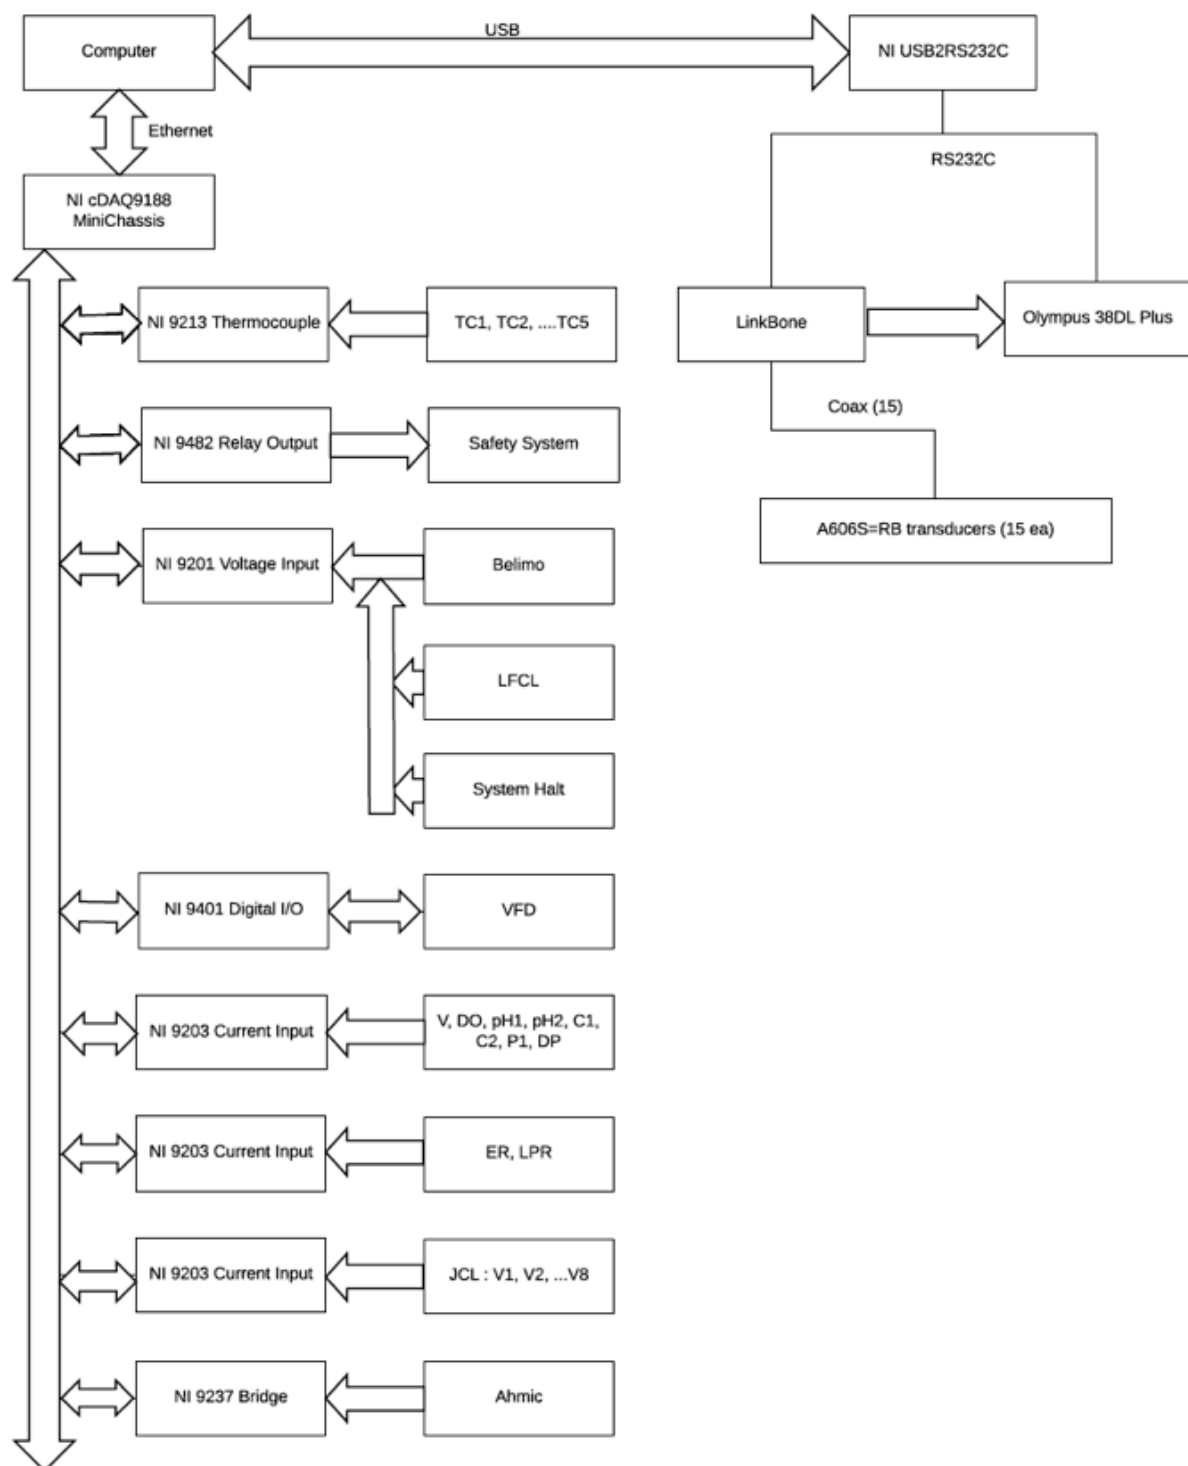 Computer
USB
NI USB2RS232C
Ethernet
RS232C
NI cDAQ9188
MiniChassis
NI 9213 Thermocouple
TC1, TC2, ....TC5
LinkBone
Olympus 38DL Plus
Coax (15)
NI 9482 Relay Output
Safety System
A606S=RB transducers (15 ea)
NI 9201 Voltage Input
Belimo
LFCL
System Halt
NI 9401 Digital I/O
VFD
NI 9203 Current Input
V, DO, pH1, pH2, C1,
C2, P1, DP
NI 9203 Current Input
ER, LPR
NI 9203 Current Input
JCL : V1, V2, ...V8
NI 9237 Bridge
Ahmic